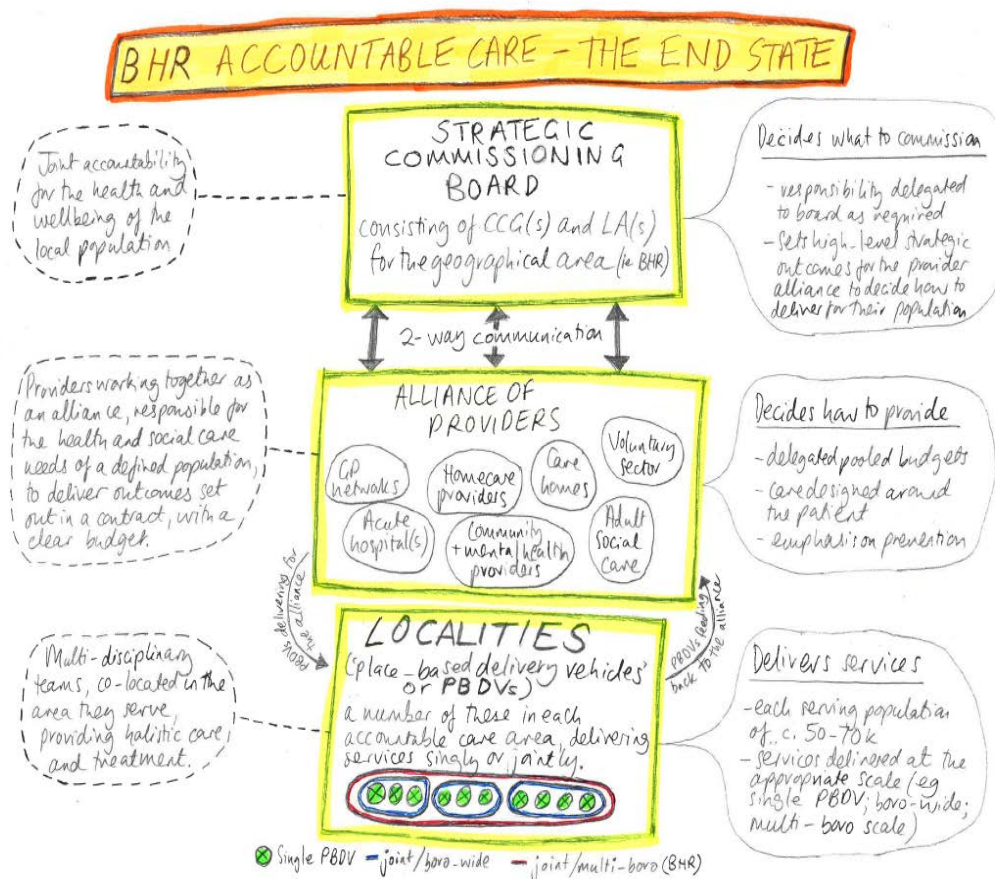 BHR ACCOUNTABLE CARE - THE END STATE
Joint accountability
for the health and
wellbeing of the
local population
STRATEGIC
COMMISSIONING
BOARD
consisting of CCG(s) and LA(s)
for the geographical area (ie BHR)
Decides what to commission
- responsibility delegated
to board as required
- Sets high-level strategic
outcomes for the provider
alliance to decide how to
deliver for their population
2-way communication
Providers working together as
an alliance, responsible for
the health and social care
needs of a defined population,
to deliver outcomes set
out in a contract, with a
clear budget.
ALLIANCE OF
PROVIDERS
GP
networks
Homecare
providers
Care
homes
Voluntary
sector
Acute
hospital(s)
Community
+ mental health
providers
Adult
social
care
Decides how to provide
- delegated pooled budgets
- care designed around
the patient
- emphasis on prevention
PBDVs delivering for
the alliance
PBDVs feeding
back to the alliance
Multi-disciplinary
teams, co-located in the
area they serve,
providing holistic care
and treatment.
LOCALITIES
('place-based delivery vehicles'
or PBDVs)
a number of these in each
accountable care area, delivering
services singly or jointly.
Delivers services
- each serving population
of c. 50-70k
- services delivered at the
appropriate scale (eg
single PBDV; boro-wide;
multi-boro scale)
Single PBDV
joint/boro-wide
joint/multi-boro (BHR)